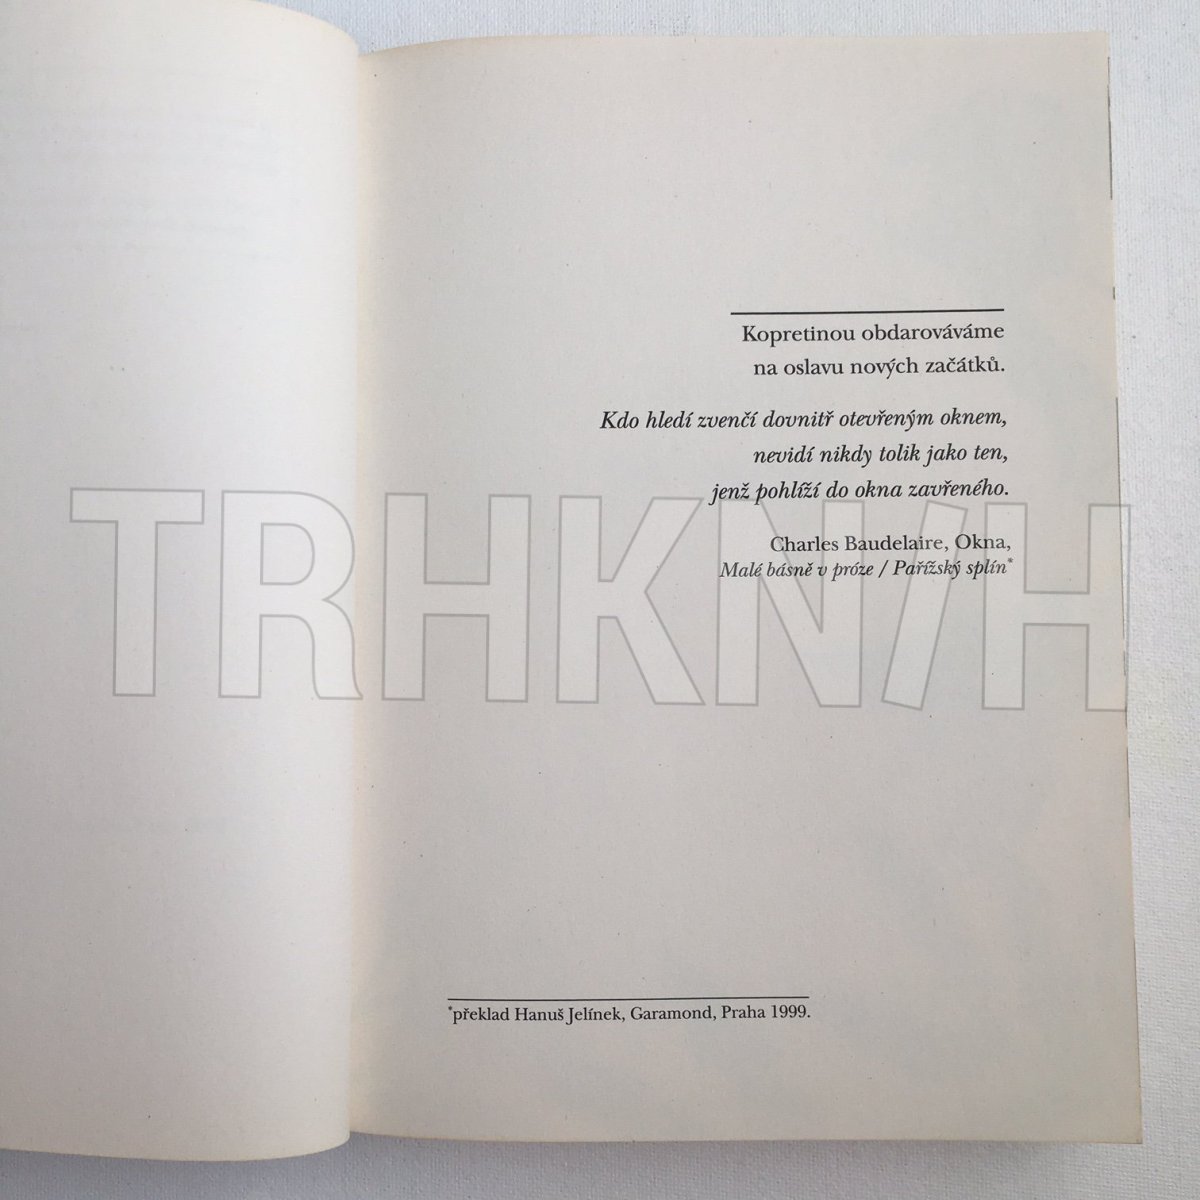 Kopretinou obdarováváme
na oslavu nových začátků.
Kdo hledí zvenčí dovnitř otevřeným oknem,
nevidí nikdy tolik jako ten,
jenž pohlíží do okna zavřeného.
TRHKN/H
Charles Baudelaire, Okna,
Malé básně v próze / Pařížský splín*
*překlad Hanuš Jelínek, Garamond, Praha 1999.